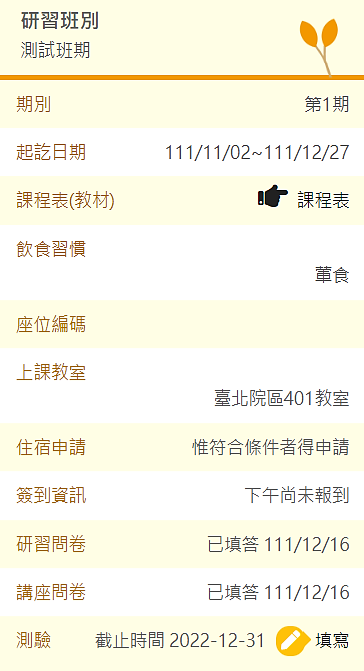 研習班別
測試班期
期別 第1期
起訖日期 111/11/02~111/12/27
課程表(教材) 課程表
飲食習慣
葷食
座位編碼
上課教室
臺北院區401教室
住宿申請 惟符合條件者得申請
簽到資訊 下午尚未報到
研習問卷 已填答 111/12/16
講座問卷 已填答 111/12/16
測驗 截止時間 2022-12-31 填寫